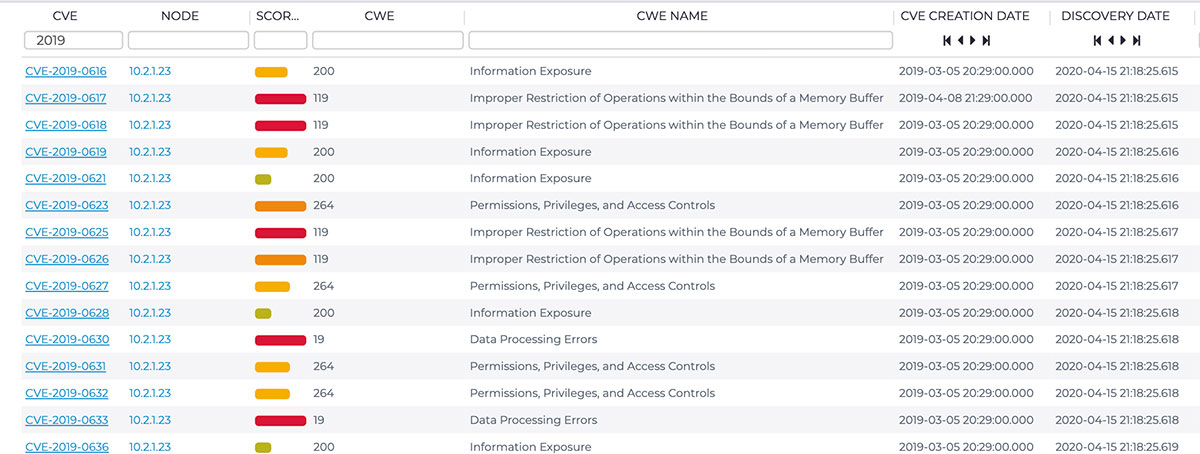 CVE NODE SCOR... CWE CWE NAME CVE CREATION DATE DISCOVERY DATE
2019
CVE-2019-0616 10.2.1.23 200 Information Exposure 2019-03-05 20:29:00.000 2020-04-15 21:18:25.615
CVE-2019-0617 10.2.1.23 119 Improper Restriction of Operations within the Bounds of a Memory Buffer 2019-04-08 21:29:00.000 2020-04-15 21:18:25.615
CVE-2019-0618 10.2.1.23 119 Improper Restriction of Operations within the Bounds of a Memory Buffer 2019-03-05 20:29:00.000 2020-04-15 21:18:25.615
CVE-2019-0619 10.2.1.23 200 Information Exposure 2019-03-05 20:29:00.000 2020-04-15 21:18:25.616
CVE-2019-0621 10.2.1.23 200 Information Exposure 2019-03-05 20:29:00.000 2020-04-15 21:18:25.616
CVE-2019-0623 10.2.1.23 264 Permissions, Privileges, and Access Controls 2019-03-05 20:29:00.000 2020-04-15 21:18:25.616
CVE-2019-0625 10.2.1.23 119 Improper Restriction of Operations within the Bounds of a Memory Buffer 2019-03-05 20:29:00.000 2020-04-15 21:18:25.617
CVE-2019-0626 10.2.1.23 119 Improper Restriction of Operations within the Bounds of a Memory Buffer 2019-03-05 20:29:00.000 2020-04-15 21:18:25.617
CVE-2019-0627 10.2.1.23 264 Permissions, Privileges, and Access Controls 2019-03-05 20:29:00.000 2020-04-15 21:18:25.617
CVE-2019-0628 10.2.1.23 200 Information Exposure 2019-03-05 20:29:00.000 2020-04-15 21:18:25.618
CVE-2019-0630 10.2.1.23 19 Data Processing Errors 2019-03-05 20:29:00.000 2020-04-15 21:18:25.618
CVE-2019-0631 10.2.1.23 264 Permissions, Privileges, and Access Controls 2019-03-05 20:29:00.000 2020-04-15 21:18:25.618
CVE-2019-0632 10.2.1.23 264 Permissions, Privileges, and Access Controls 2019-03-05 20:29:00.000 2020-04-15 21:18:25.618
CVE-2019-0633 10.2.1.23 19 Data Processing Errors 2019-03-05 20:29:00.000 2020-04-15 21:18:25.618
CVE-2019-0636 10.2.1.23 200 Information Exposure 2019-03-05 20:29:00.000 2020-04-15 21:18:25.619